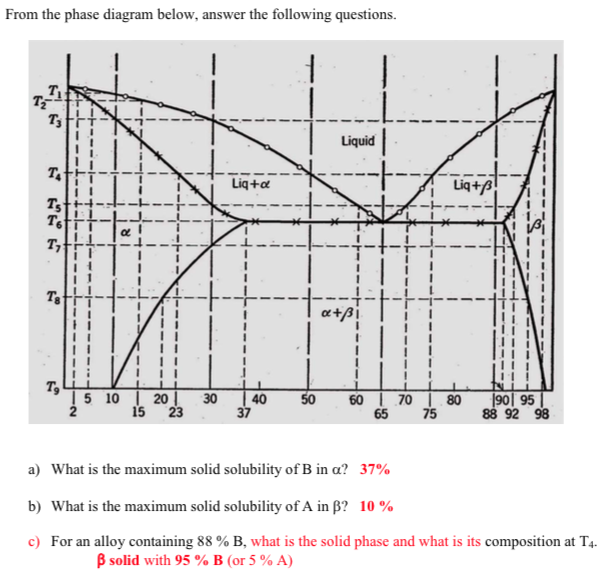 From the phase diagram below, answer the following questions.
T₁
T₂
T₃
Liquid
T₄
Liq+α
Liq+β
T₅
T₆
α
β
T₇
T₈
α+β
T₉
5 10 20 30 40 50 60 70 80 90 95
2 15 23 37 65 75 88 92 98
a) What is the maximum solid solubility of B in α? 37%
b) What is the maximum solid solubility of A in β? 10 %
c) For an alloy containing 88 % B, what is the solid phase and what is its composition at T₄.
β solid with 95 % B (or 5 % A)